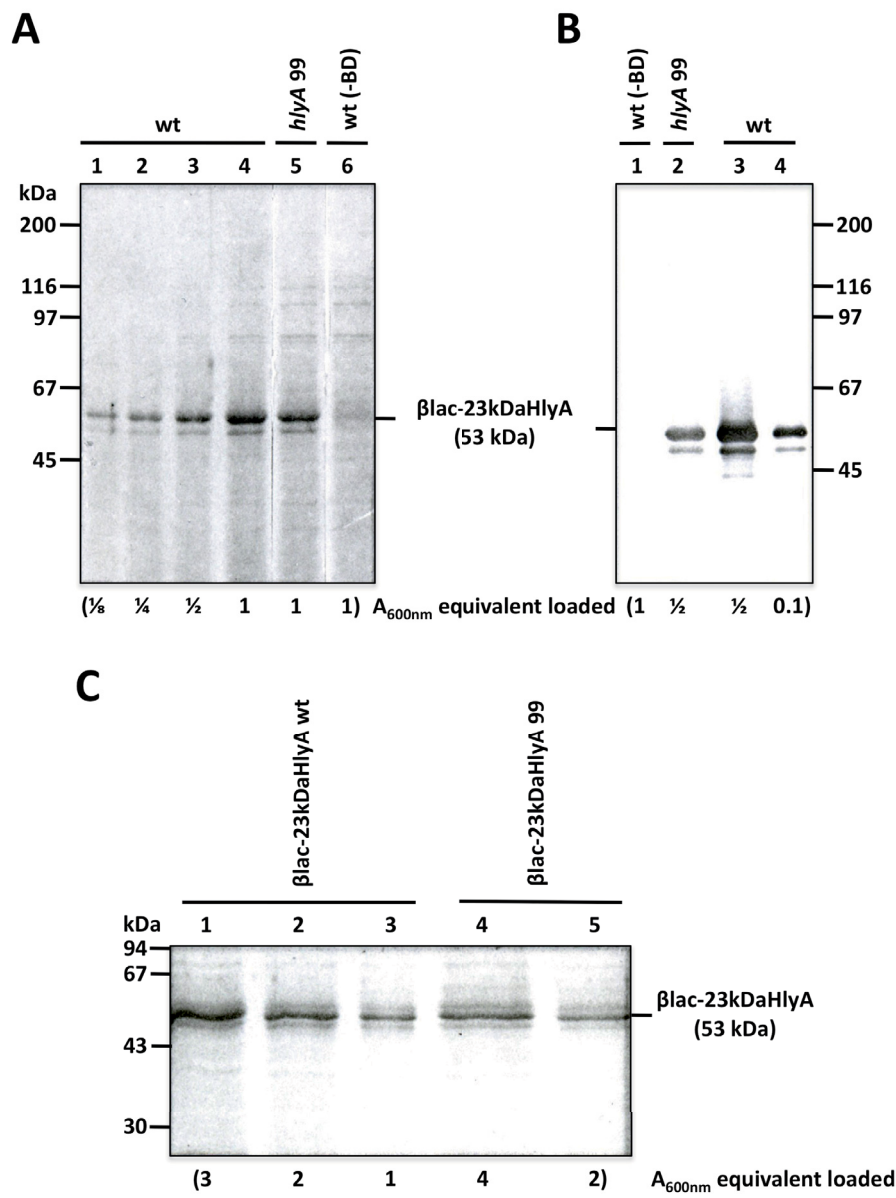 A
wt
hlyA 99
wt (-BD)
1 2 3 4 5 6
kDa
200
116
97
67
45
(⅛ ¼ ½ 1 1 1)
B
wt (-BD)
hlyA 99
wt
1 2 3 4
200
116
97
67
45
βlac-23kDaHlyA
(53 kDa)
A600nm equivalent loaded
(1 ½ ½ 0.1)
C
βlac-23kDaHlyA wt
βlac-23kDaHlyA 99
kDa 1 2 3 4 5
94
67
43
30
βlac-23kDaHlyA
(53 kDa)
(3 2 1 4 2) A600nm equivalent loaded